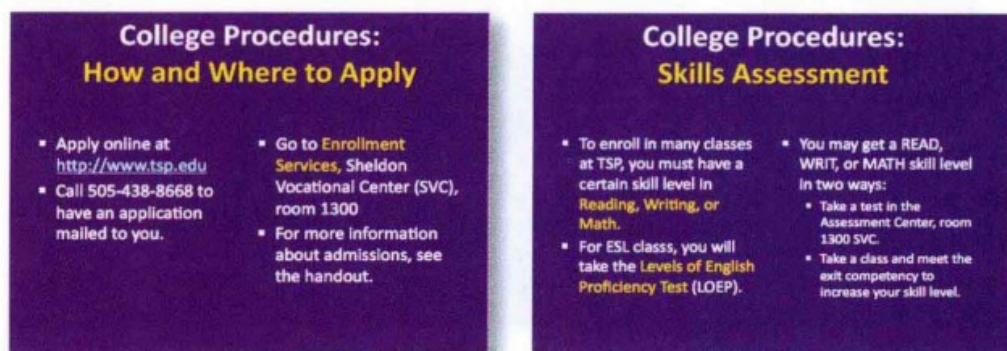 College Procedures:
How and Where to Apply
▪ Apply online at
http://www.tsp.edu
▪ Call 505-438-8668 to
have an application
mailed to you.
▪ Go to Enrollment
Services, Sheldon
Vocational Center (SVC),
room 1300
▪ For more information
about admissions, see
the handout.
College Procedures:
Skills Assessment
▪ To enroll in many classes
at TSP, you must have a
certain skill level in
Reading, Writing, or
Math.
▪ For ESL classs, you will
take the Levels of English
Proficiency Test (LOEP).
▪ You may get a READ,
WRIT, or MATH skill level
in two ways:
▪ Take a test in the
Assessment Center, room
1300 SVC.
▪ Take a class and meet the
exit competency to
increase your skill level.